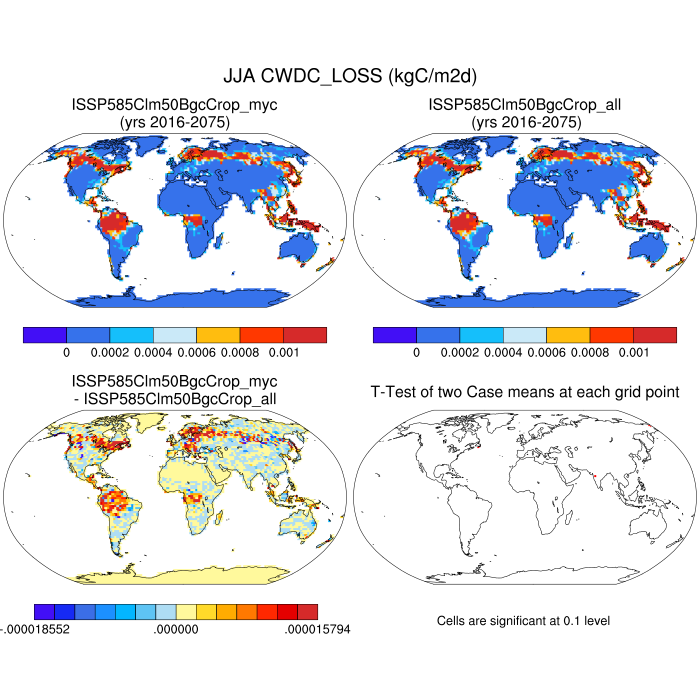 JJA CWDC_LOSS (kgC/m2d)
ISSP585Clm50BgcCrop_myc
(yrs 2016-2075)
ISSP585Clm50BgcCrop_all
(yrs 2016-2075)
0 0.0002 0.0004 0.0006 0.0008 0.001
0 0.0002 0.0004 0.0006 0.0008 0.001
ISSP585Clm50BgcCrop_myc
- ISSP585Clm50BgcCrop_all
T-Test of two Case means at each grid point
-.000018552 .000000 .000015794
Cells are significant at 0.1 level